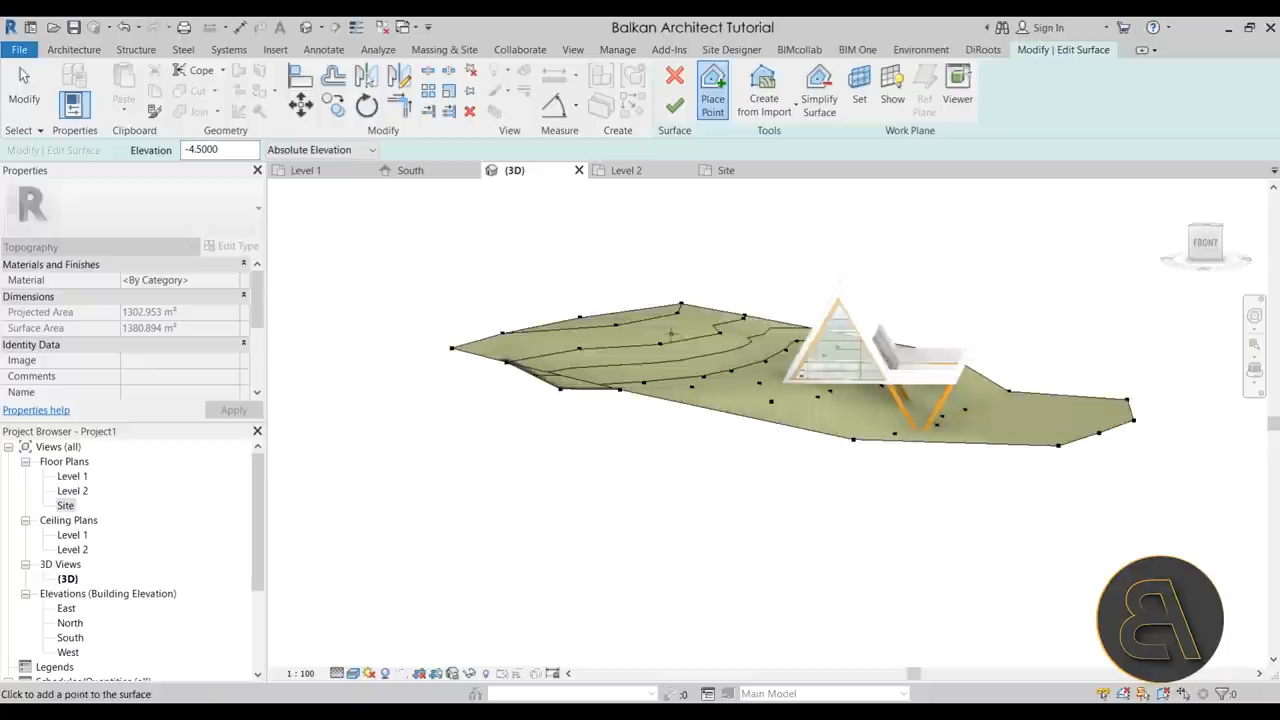 Balkan Architect Tutorial
Sign In
File Architecture Structure Steel Systems Insert Annotate Analyze Massing & Site Collaborate View Manage Add-Ins Site Designer BIMcollab BIM One Environment DiRoots Modify | Edit Surface
Cope
Join
Modify Paste Place Point Create from Import Simplify Surface Set Show Ref Plane Viewer
Select Properties Clipboard Geometry Modify View Measure Create Surface Tools Work Plane
Modify | Edit Surface Elevation -4.5000 Absolute Elevation
Properties
Level 1 South (3D) Level 2 Site
R
Topography Edit Type
Materials and Finishes
Material <By Category>
Dimensions
Projected Area 1302.953 m²
Surface Area 1380.894 m²
Identity Data
Image
Comments
Name
Properties help Apply
FRONT
Project Browser - Project1
Views (all)
Floor Plans
Level 1
Level 2
Site
Ceiling Plans
Level 1
Level 2
3D Views
(3D)
Elevations (Building Elevation)
East
North
South
West
Legends
1 : 100
Click to add a point to the surface
:0 Main Model :0